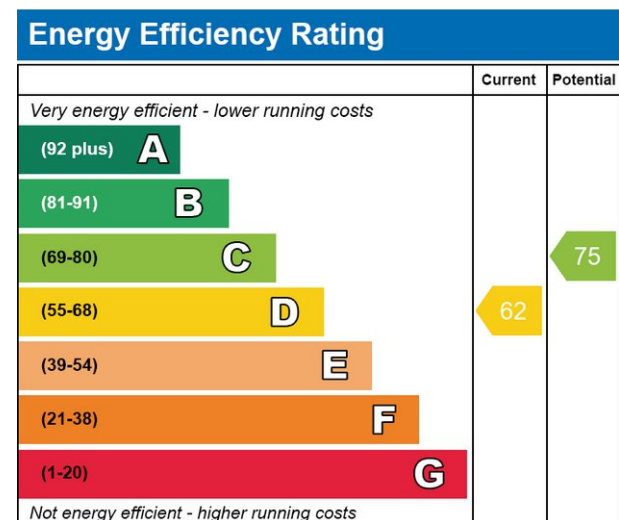 Energy Efficiency Rating
Current Potential
Very energy efficient - lower running costs
(92 plus) A
(81-91) B
(69-80) C 75
(55-68) D 62
(39-54) E
(21-38) F
(1-20) G
Not energy efficient - higher running costs